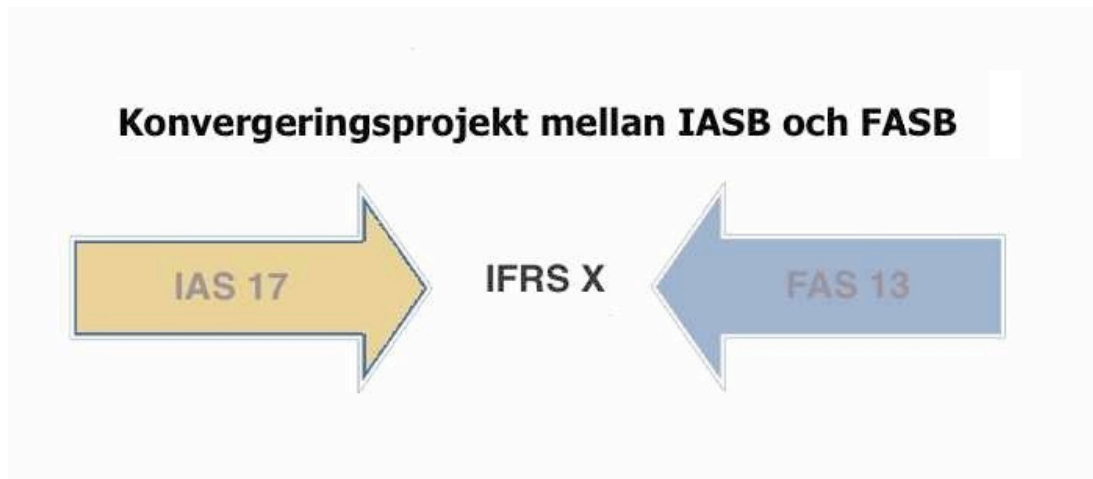 Konvergeringsprojekt mellan IASB och FASB
IAS 17
IFRS X
FAS 13